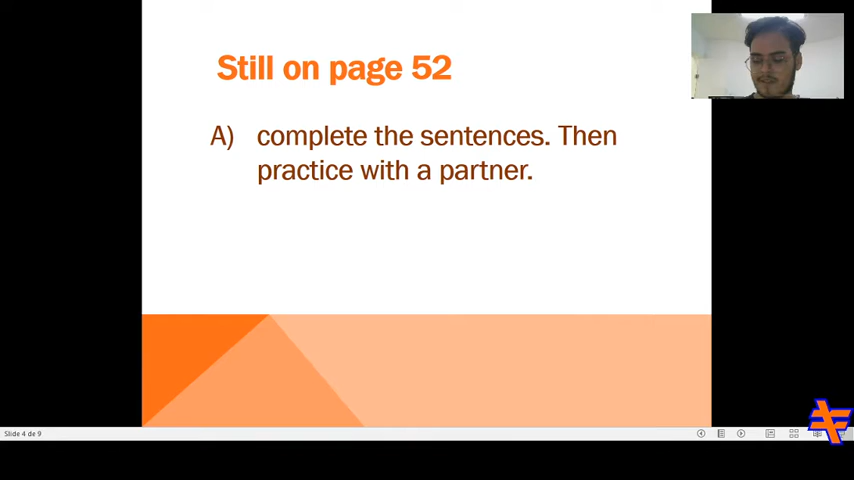 Still on page 52
A) complete the sentences. Then
practice with a partner.
Slide 4 de 9